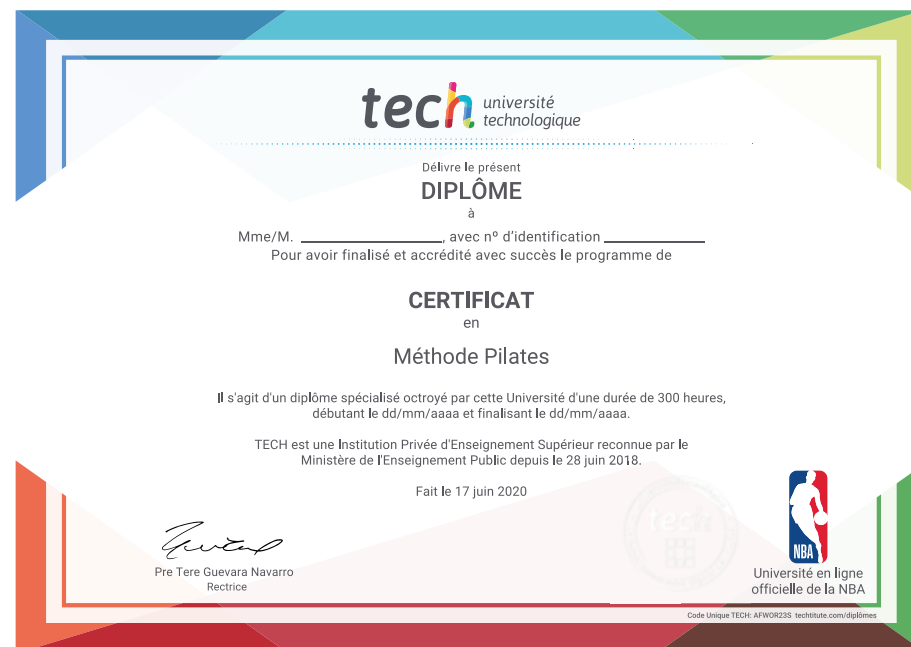 tech université
technologique
Délivre le présent
DIPLÔME
à
Mme/M. ____________, avec nº d'identification ____________
Pour avoir finalisé et accrédité avec succès le programme de
CERTIFICAT
en
Méthode Pilates
Il s'agit d'un diplôme spécialisé octroyé par cette Université d'une durée de 300 heures,
débutant le dd/mm/aaaa et finalisant le dd/mm/aaaa.
TECH est une Institution Privée d'Enseignement Supérieur reconnue par le
Ministère de l'Enseignement Public depuis le 28 juin 2018.
Fait le 17 juin 2020
tech
NBA
Pre Tere Guevara Navarro
Rectrice
Université en ligne
officielle de la NBA
Code Unique TECH: AFWOR23S techtitute.com/diplômes